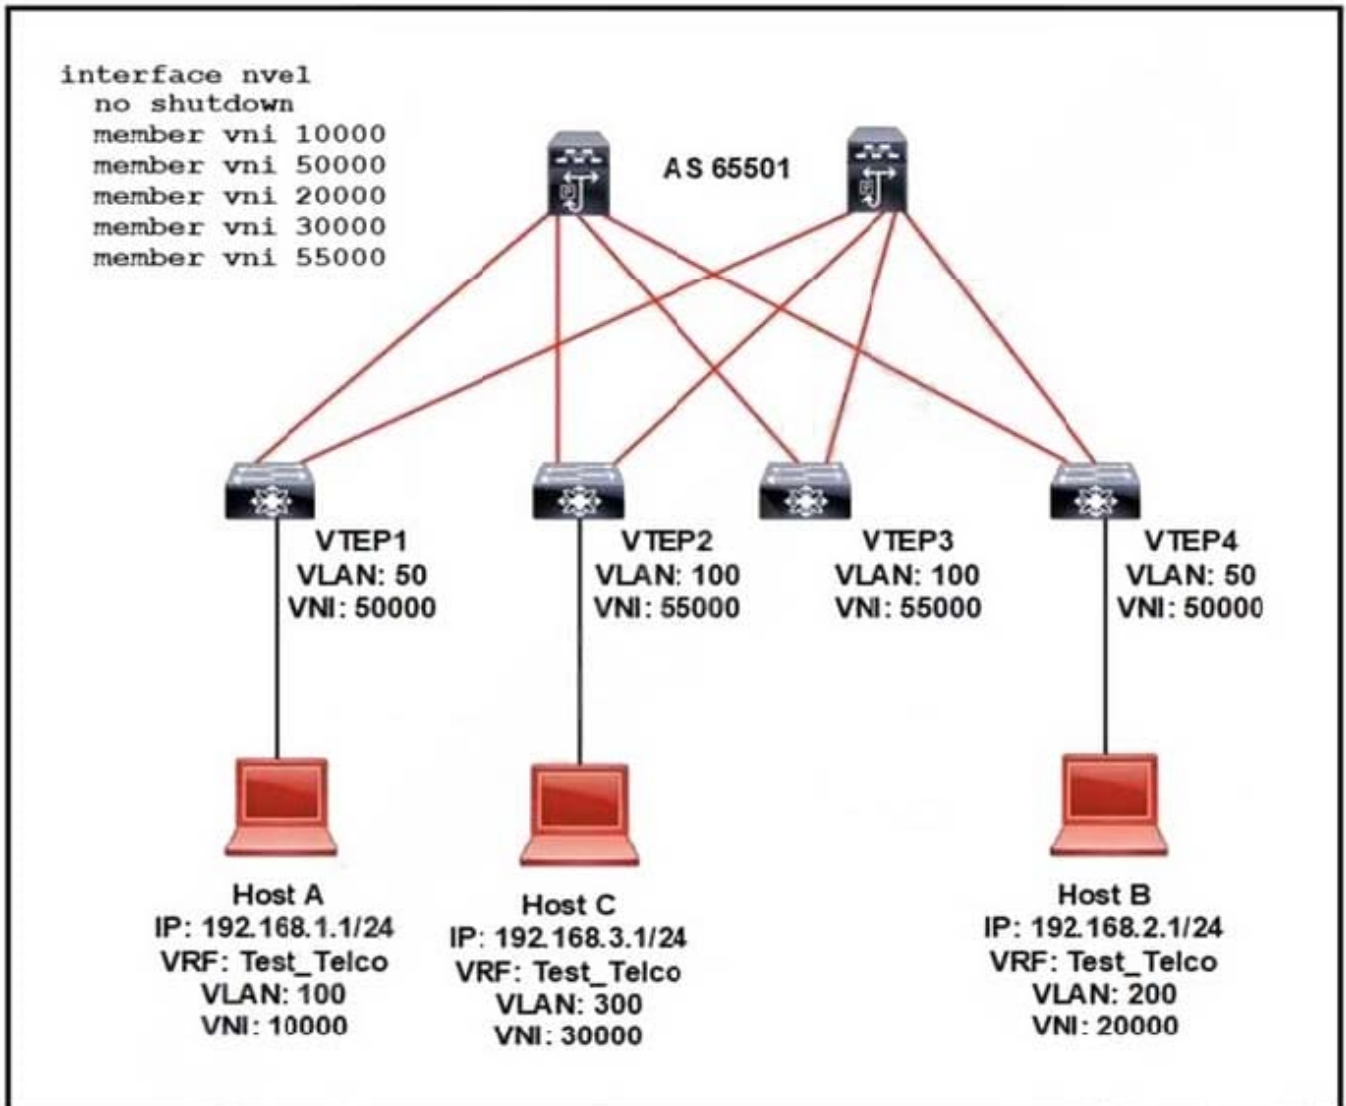 interface nve1
no shutdown
member vni 10000
member vni 50000
member vni 20000
member vni 30000
member vni 55000
AS 65501
VTEP1
VLAN: 50
VNI: 50000
VTEP2
VLAN: 100
VNI: 55000
VTEP3
VLAN: 100
VNI: 55000
VTEP4
VLAN: 50
VNI: 50000
Host A
IP: 192.168.1.1/24
VRF: Test_Telco
VLAN: 100
VNI: 10000
Host C
IP: 192.168.3.1/24
VRF: Test_Telco
VLAN: 300
VNI: 30000
Host B
IP: 192.168.2.1/24
VRF: Test_Telco
VLAN: 200
VNI: 20000